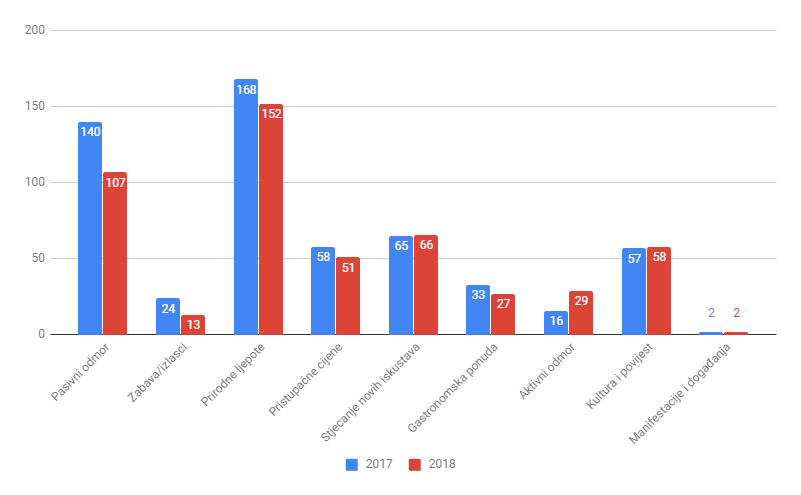 200
150
100
50
0
140
107
24
13
168
152
58
51
65
66
33
27
16
29
57
58
2
2
Pasivni odmor
Zabava/izlasci
Prirodne ljepote
Pristupačne cijene
Stjecanje novih iskustava
Gastronomska ponuda
Aktivni odmor
Kultura i povijest
Manifestacije i događanja
2017
2018